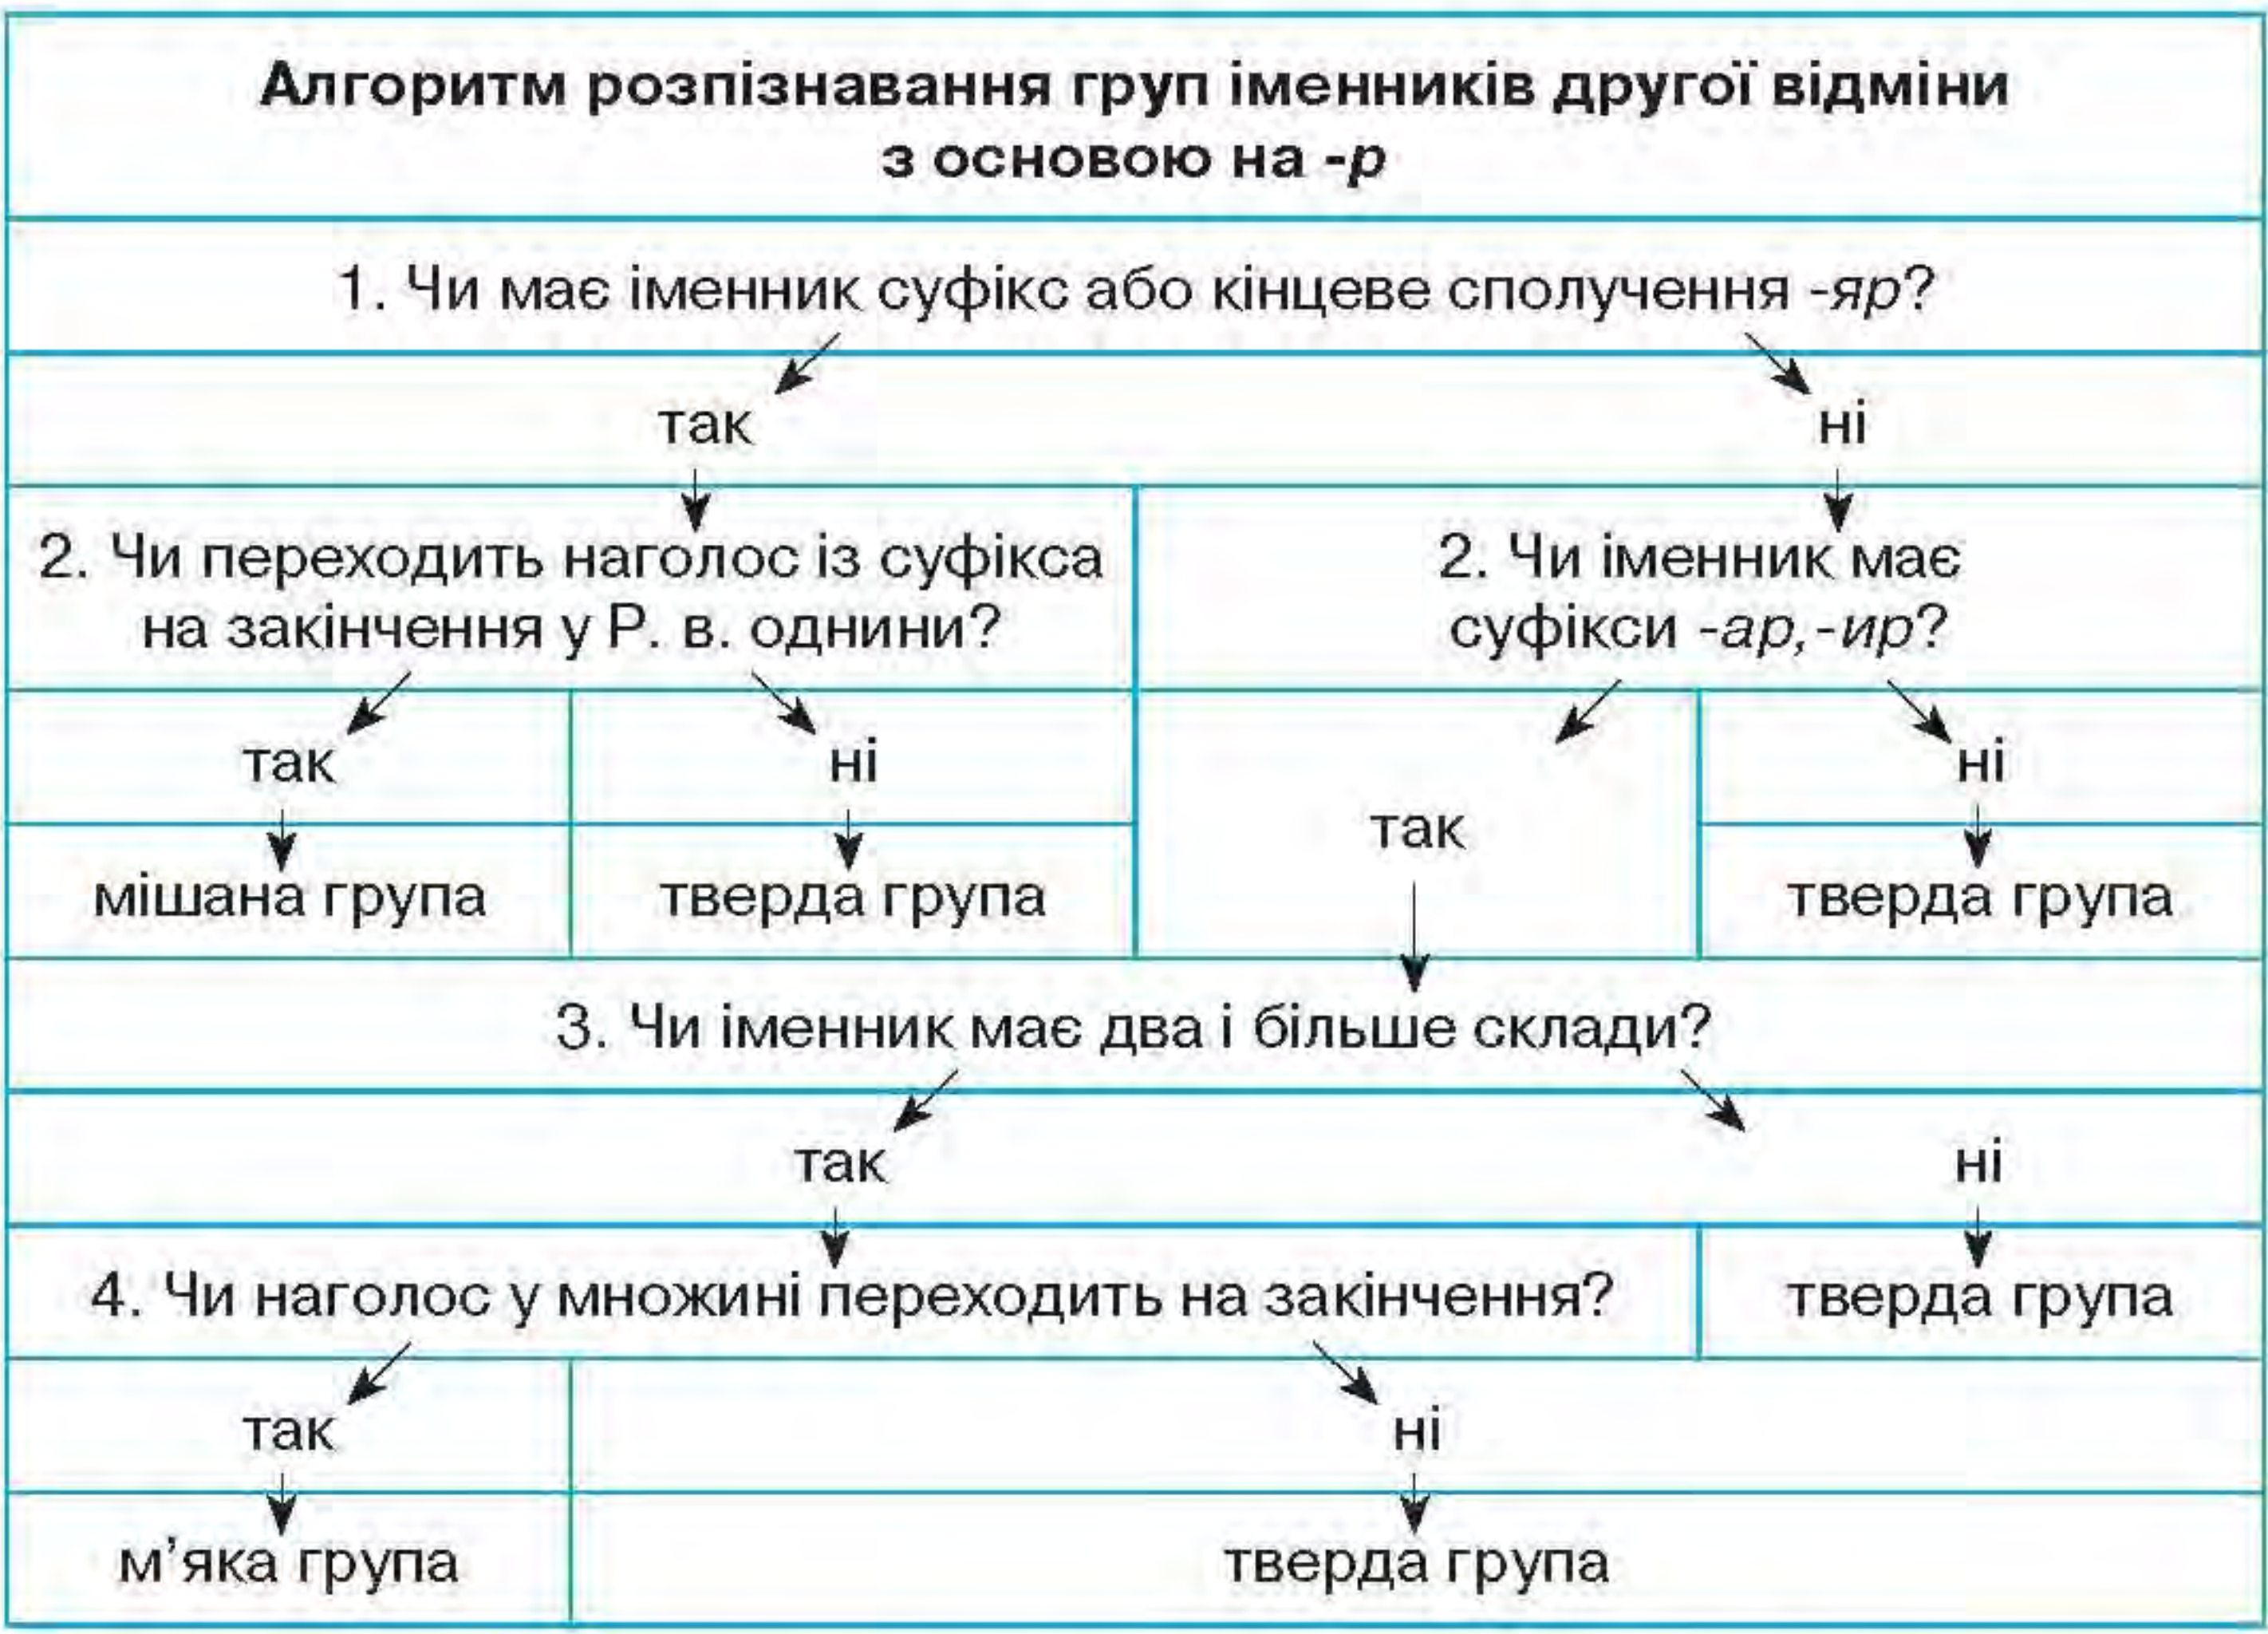 Алгоритм розпізнавання груп іменників другої відміни
з основою на -р
1. Чи має іменник суфікс або кінцеве сполучення -яр?
так
ні
2. Чи переходить наголос із суфікса
на закінчення у Р. в. однини?
2. Чи іменник має
суфікси -ар,-ир?
так
ні
так
ні
мішана група
тверда група
тверда група
3. Чи іменник має два і більше склади?
так
ні
4. Чи наголос у множині переходить на закінчення?
тверда група
так
ні
м’яка група
тверда група